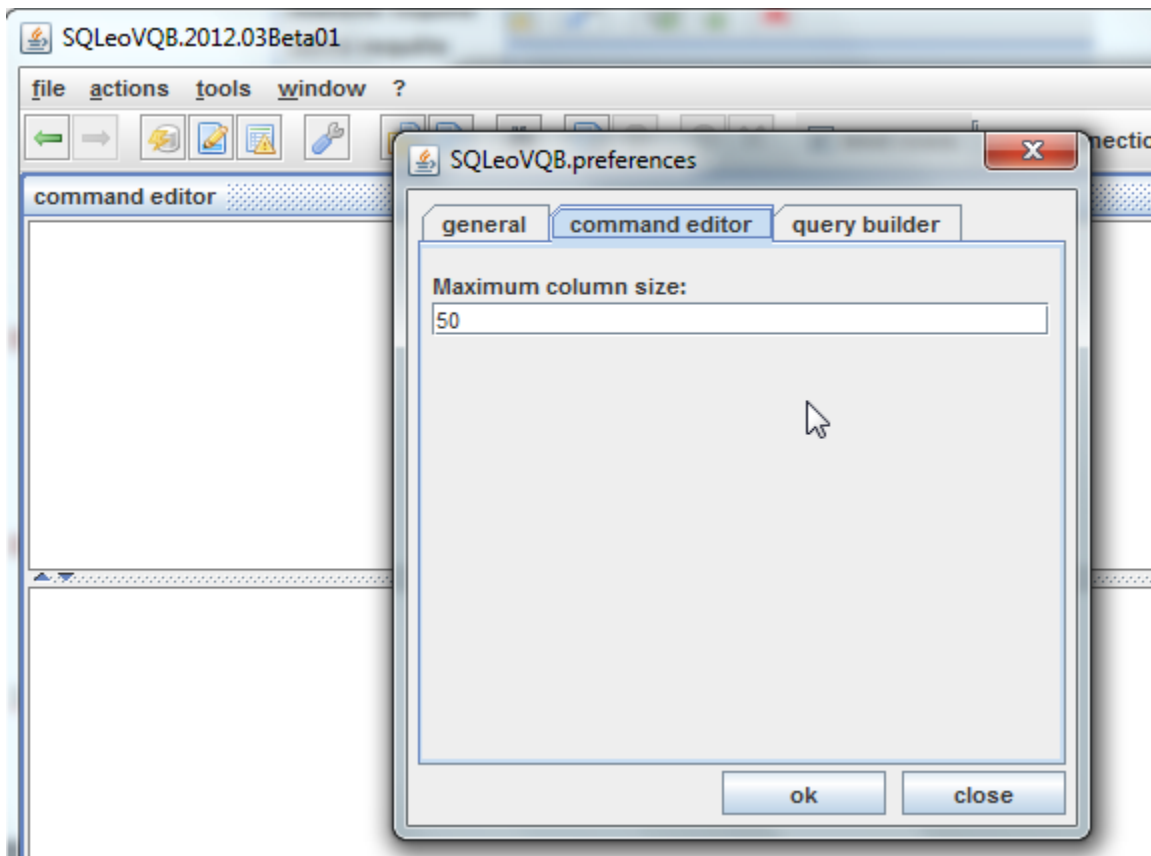 SQLeoVQB.2012.03Beta01
file actions tools window ?
SQLeoVQB.preferences
command editor
general command editor query builder
Maximum column size:
50
ok close